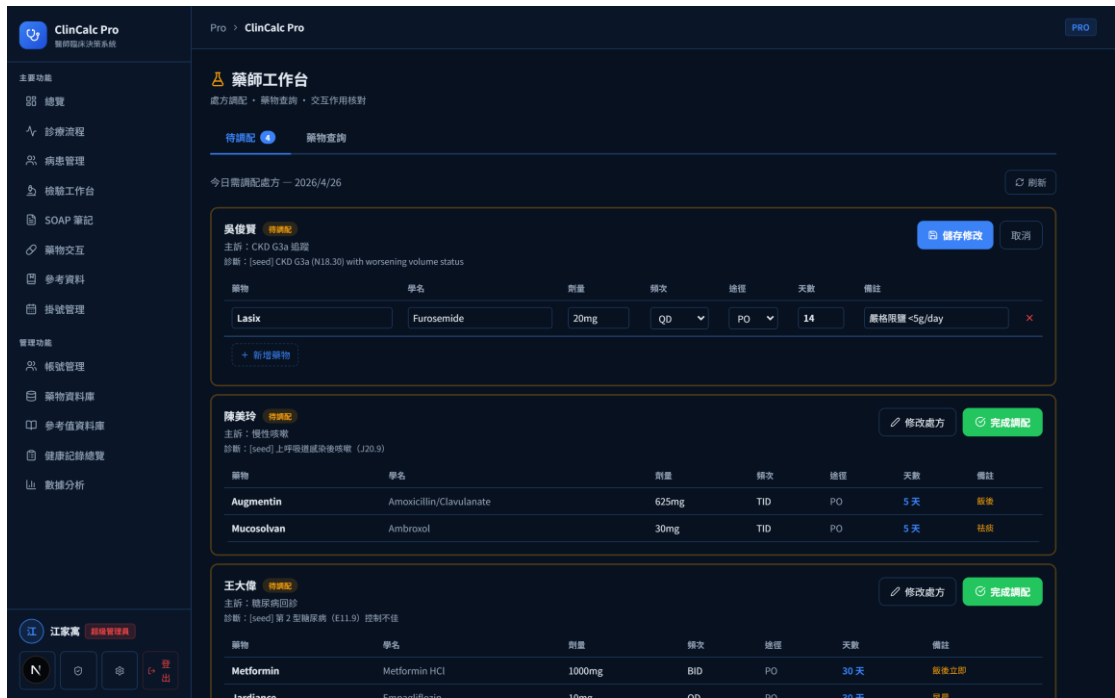 ClinCalc Pro
醫師臨床決策系統
Pro > ClinCalc Pro
PRO
主要功能
總覽
診療流程
病患管理
檢驗工作台
SOAP 筆記
藥物交互
參考資料
掛號管理
管理功能
帳號管理
藥物資料庫
參考值資料庫
健康記錄總覽
數據分析
江 江家寓 超級管理員
N
登出
藥師工作台
處方調配・藥物查詢・交互作用核對
待調配 4 藥物查詢
今日需調配處方 — 2026/4/26
刷新
吳俊賢 待調配
儲存修改 取消
主訴：CKD G3a 追蹤
診斷：[seed] CKD G3a (N18.30) with worsening volume status
藥物 學名 劑量 頻次 途徑 天數 備註
Lasix Furosemide 20mg QD PO 14 嚴格限鹽 <5g/day ×
+ 新增藥物
陳美玲 待調配
修改處方 完成調配
主訴：慢性咳嗽
診斷：[seed] 上呼吸道感染後咳嗽（J20.9）
藥物 學名 劑量 頻次 途徑 天數 備註
Augmentin Amoxicillin/Clavulanate 625mg TID PO 5 天 飯後
Mucosolvan Ambroxol 30mg TID PO 5 天 祛痰
王大偉 待調配
修改處方 完成調配
主訴：糖尿病回診
診斷：[seed] 第 2 型糖尿病（E11.9）控制不佳
藥物 學名 劑量 頻次 途徑 天數 備註
Metformin Metformin HCl 1000mg BID PO 30 天 飯後立即
Jardiance Empagliflozin 10mg QD PO 30 天